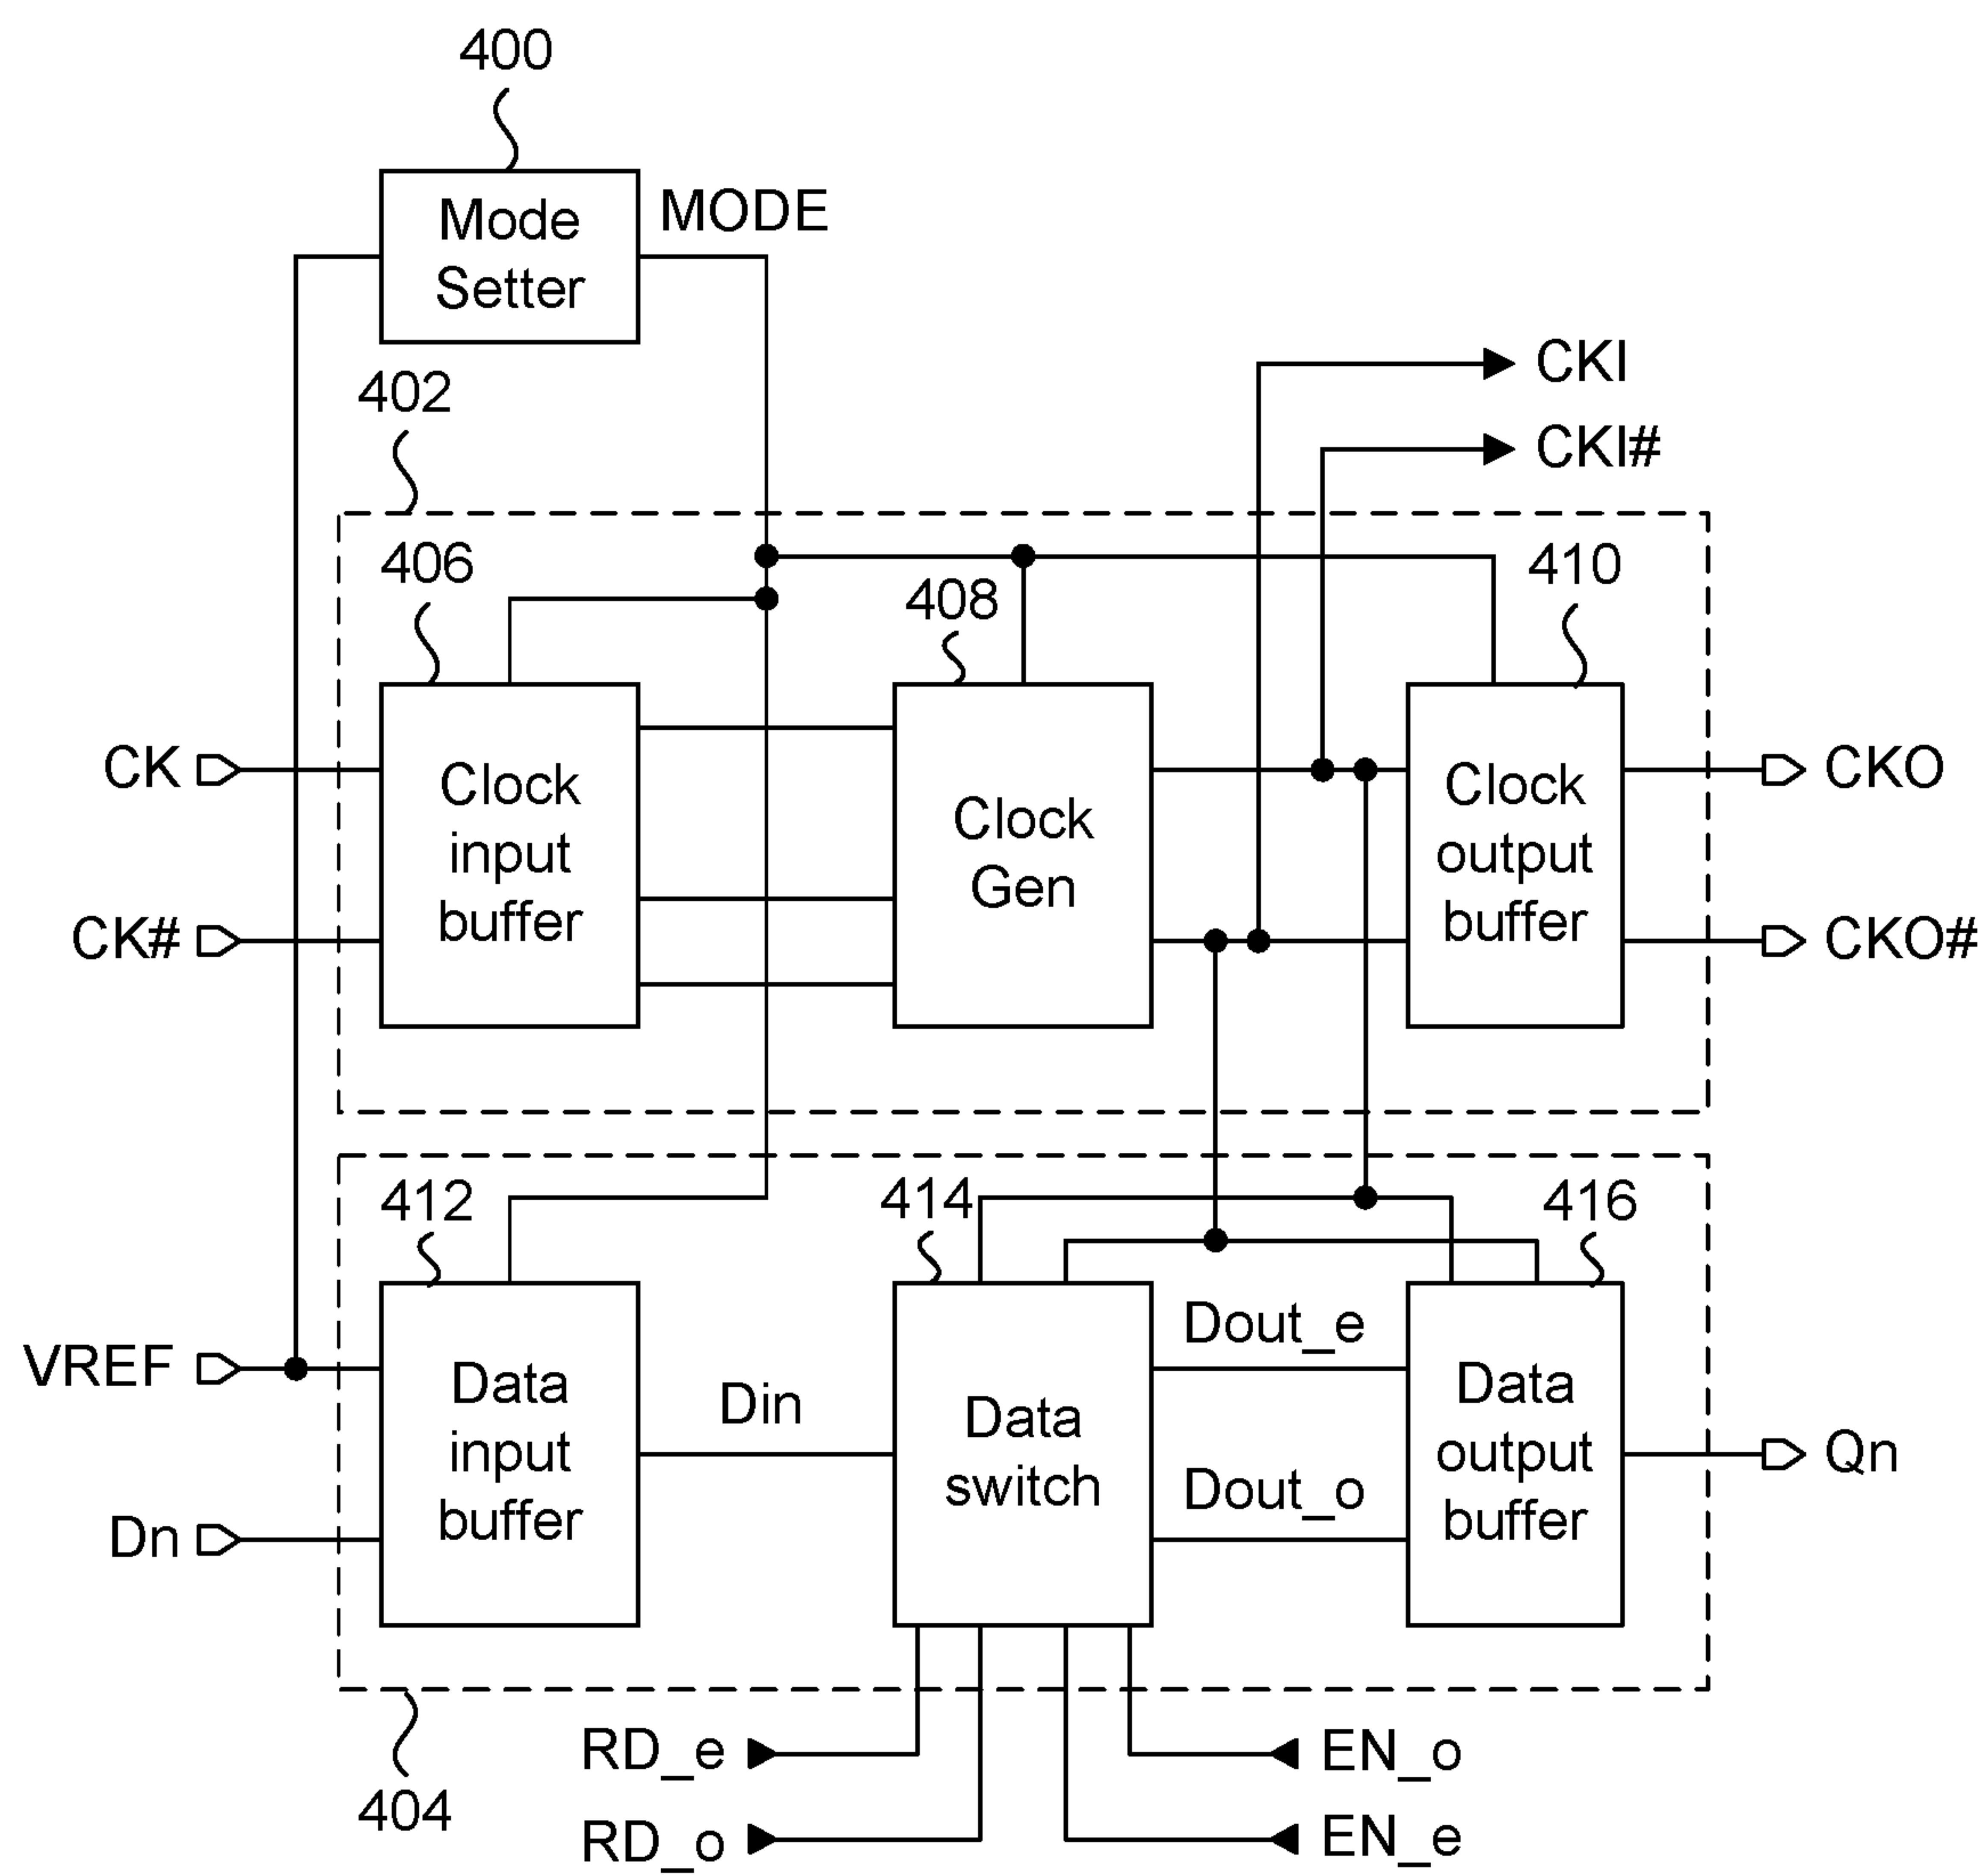 400
Mode
Setter
MODE
402
CKI
CKI#
406
408
410
CK
CK#
Clock
input
buffer
Clock
Gen
Clock
output
buffer
CKO
CKO#
412
414
416
VREF
Dn
Data
input
buffer
Din
Data
switch
Dout_e
Dout_o
Data
output
buffer
Qn
404
RD_e
RD_o
EN_o
EN_e